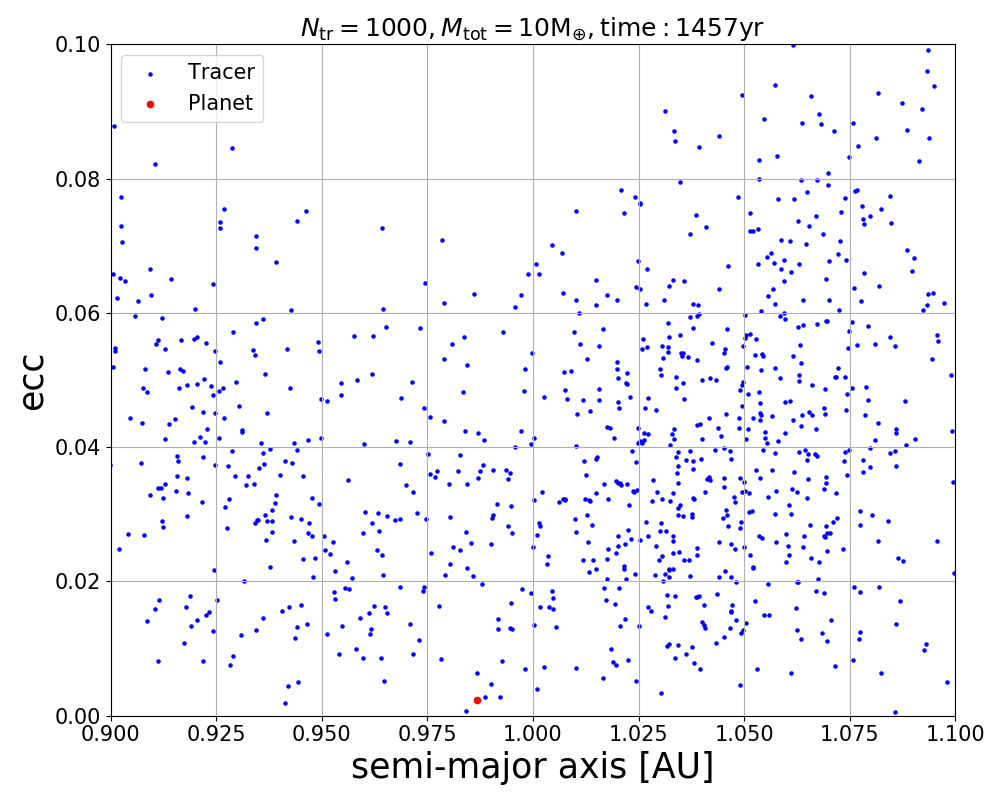 N_tr = 1000, M_tot = 10M_⊕, time : 1457yr
Tracer
Planet
0.10
0.08
0.06
0.04
0.02
0.00
ecc
0.900 0.925 0.950 0.975 1.000 1.025 1.050 1.075 1.100
semi-major axis [AU]